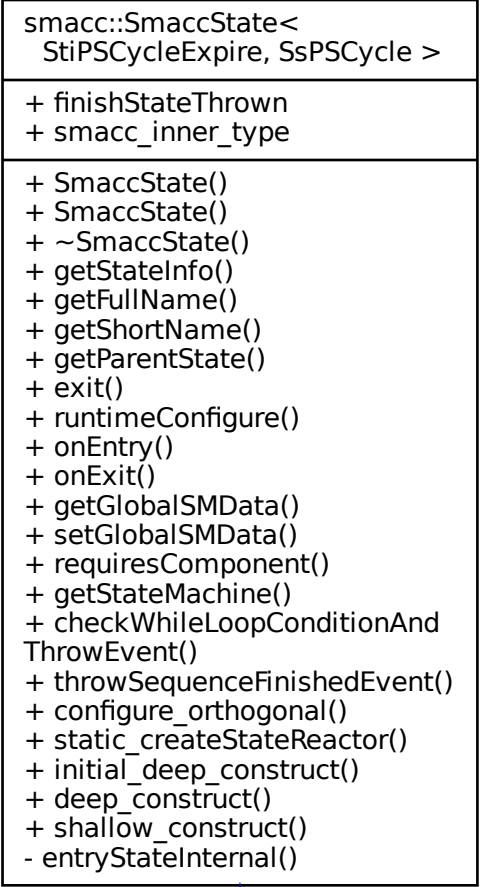 smacc::SmaccState<
StiPSCycleExpire, SsPSCycle >
+ finishStateThrown
+ smacc_inner_type
+ SmaccState()
+ SmaccState()
+ ~SmaccState()
+ getStateInfo()
+ getFullName()
+ getShortName()
+ getParentState()
+ exit()
+ runtimeConfigure()
+ onEntry()
+ onExit()
+ getGlobalSMData()
+ setGlobalSMData()
+ requiresComponent()
+ getStateMachine()
+ checkWhileLoopConditionAnd
ThrowEvent()
+ throwSequenceFinishedEvent()
+ configure_orthogonal()
+ static_createStateReactor()
+ initial_deep_construct()
+ deep_construct()
+ shallow_construct()
- entryStateInternal()